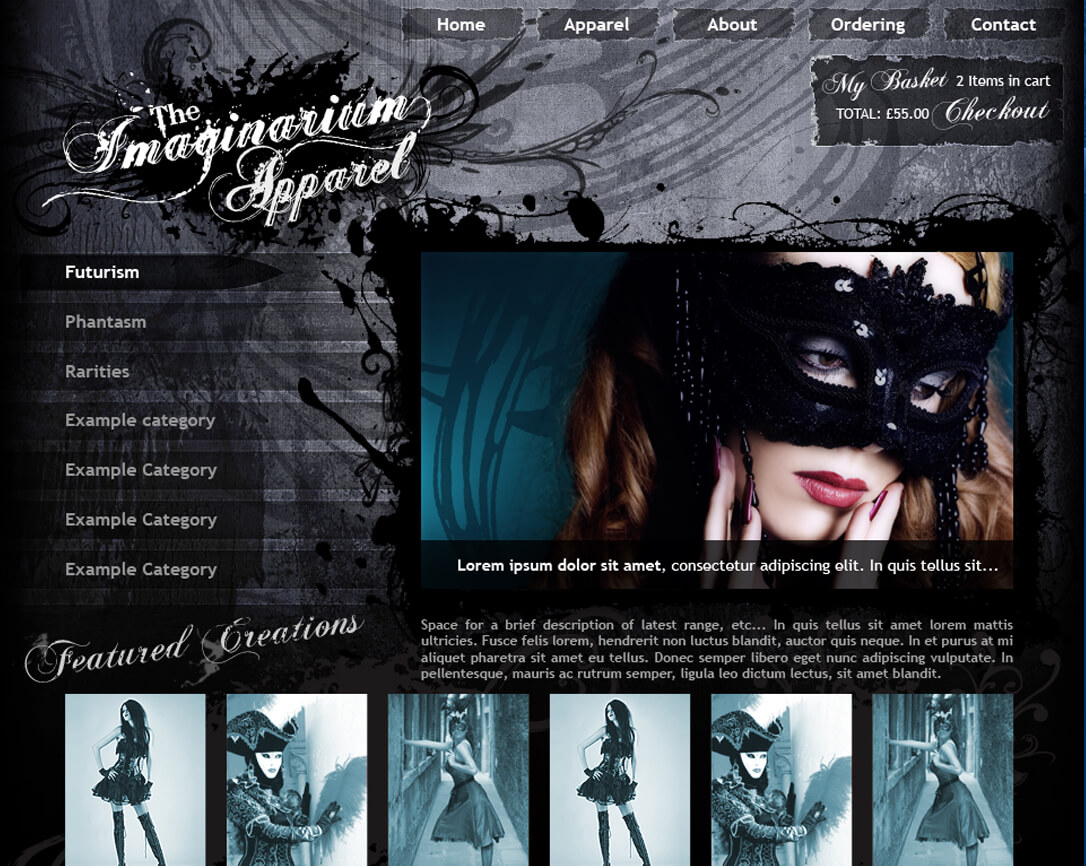 Home
Apparel
About
Ordering
Contact
My Basket 2 Items in cart
TOTAL: £55.00 Checkout
The
Imaginarium
Apparel
Futurism
Phantasm
Rarities
Example category
Example Category
Example Category
Example Category
Lorem ipsum dolor sit amet, consectetur adipiscing elit. In quis tellus sit...
Space for a brief description of latest range, etc... In quis tellus sit amet lorem mattis
ultricies. Fusce felis lorem, hendrerit non luctus blandit, auctor quis neque. In et purus at mi
aliquet pharetra sit amet eu tellus. Donec semper libero eget nunc adipiscing vulputate. In
pellentesque, mauris ac rutrum semper, ligula leo dictum lectus, sit amet blandit.
Featured Creations